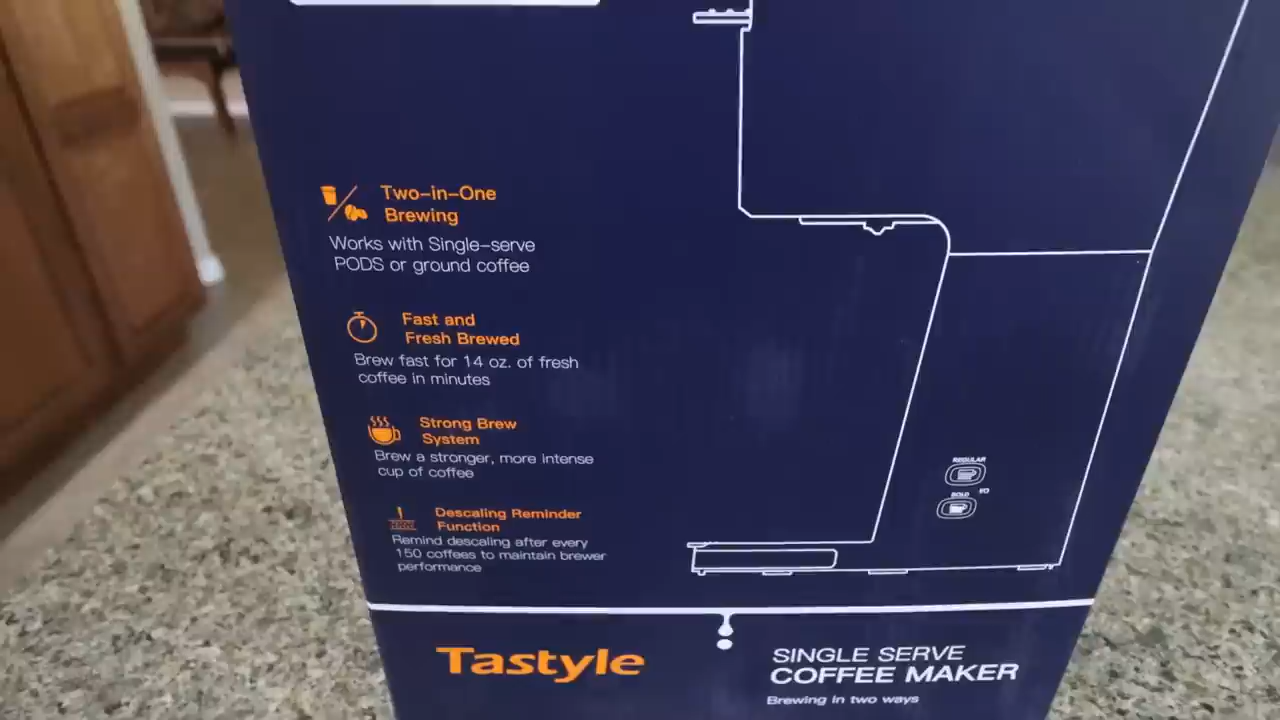 Two-in-One
Brewing
Works with Single-serve
PODS or ground coffee
Fast and
Fresh Brewed
Brew fast for 14 oz. of fresh
coffee in minutes
Strong Brew
System
Brew a stronger, more intense
cup of coffee
Descaling Reminder
Function
Remind descaling after every
150 coffees to maintain brewer
performance
REGULAR
BOLD
I/O
Tastyle
SINGLE SERVE
COFFEE MAKER
Brewing in two ways